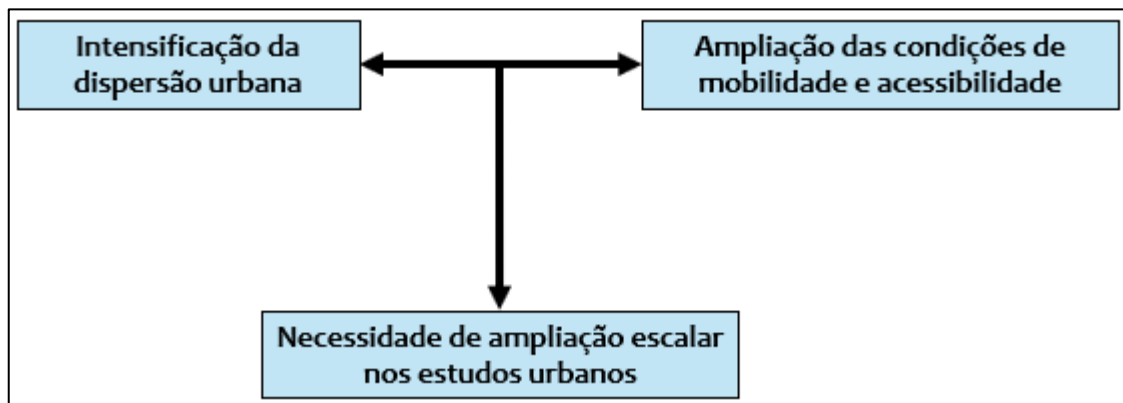 Intensificação da
dispersão urbana
Ampliação das condições de
mobilidade e acessibilidade
Necessidade de ampliação escalar
nos estudos urbanos